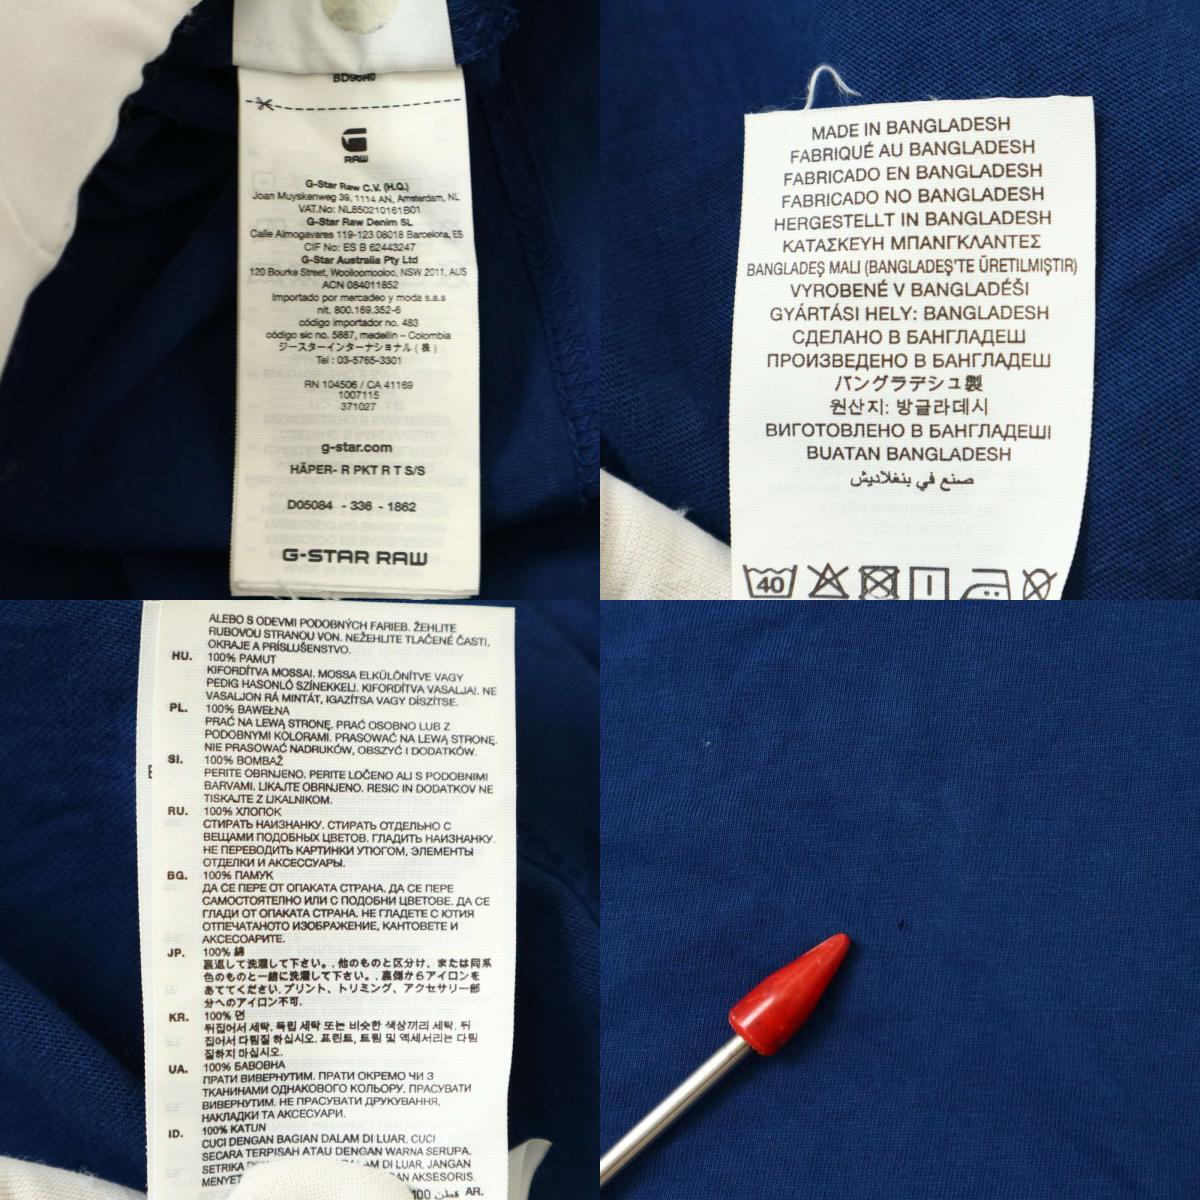 BD96H0
RAW
G-Star Raw C.V. (H.Q.)
Joan Muyskenweg 39, 1114 AN, Amsterdam, NL
VAT.No: NL850210161B01
G-Star Raw Denim SL
Calle Almogavares 119-123 08018 Barcelona, ES
CIF No: ES B 62443247
G-Star Australia Pty Ltd
120 Bourke Street, Woolloomooloo, NSW 2011, AUS
ACN 084011852
Importado por mercadeo y moda s.a.s
nit. 800.169.352-6
código importador no. 483
código sic no. 5887, medellin – Colombia
ジースターインターナショナル ( 株 )
Tel : 03-5765-3301
RN 104506 / CA 41169
1007115
371027
g-star.com
HÄPER- R PKT R T S/S
D05084 - 336 - 1862
G-STAR RAW
MADE IN BANGLADESH
FABRIQUÉ AU BANGLADESH
FABRICADO EN BANGLADESH
FABRICADO NO BANGLADESH
HERGESTELLT IN BANGLADESH
ΚΑΤΑΣΚΕΥΗ ΜΠΑΝΓΚΛΑΝΤΕΣ
BANGLADEŞ MALI (BANGLADEŞ'TE ÜRETILMIŞTIR)
VYROBENÉ V BANGLADÉŠI
GYÁRTÁSI HELY: BANGLADESH
СДЕЛАНО В БАНГЛАДЕШ
ПРОИЗВЕДЕНО В БАНГЛАДЕШ
バングラデシュ製
원산지: 방글라데시
ВИГОТОВЛЕНО В БАНГЛАДЕШІ
BUATAN BANGLADESH
صنع في بنغلاديش
40
ALEBO S ODEVMI PODOBNÝCH FARIEB. ŽEHLITE
RUBOVOU STRANOU VON. NEŽEHLITE TLAČENÉ ČASTI,
OKRAJE A PRÍSLUŠENSTVO.
HU. 100% PAMUT
KIFORDÍTVA MOSSAI. MOSSA ELKÜLÖNÍTVE VAGY
PEDIG HASONLÓ SZÍNEKKEL. KIFORDÍTVA VASALJA!. NE
VASALJON RÁ MINTÁT, IGAZÍTSA VAGY DÍSZÍTSE.
PL. 100% BAWEŁNA
PRAĆ NA LEWĄ STRONĘ. PRAĆ OSOBNO LUB Z
PODOBNYMI KOLORAMI. PRASOWAĆ NA LEWĄ STRONĘ.
NIE PRASOWAĆ NADRUKÓW, OBSZYĆ I DODATKÓW.
SI. 100% BOMBAŽ
PERITE OBRNJENO. PERITE LOČENO ALI S PODOBNIMI
BARVAMI. LIKAJTE OBRNJENO. RESIC IN DODATKOV NE
TISKAJTE Z LIKALNIKOM.
RU. 100% ХЛОПОК
СТИРАТЬ НАИЗНАНКУ. СТИРАТЬ ОТДЕЛЬНО С
ВЕЩАМИ ПОДОБНЫХ ЦВЕТОВ. ГЛАДИТЬ НАИЗНАНКУ.
НЕ ПЕРЕВОДИТЬ КАРТИНКИ УТЮГОМ, ЭЛЕМЕНТЫ
ОТДЕЛКИ И АКСЕССУАРЫ.
BG. 100% ПАМУК
ДА СЕ ПЕРЕ ОТ ОПАКАТА СТРАНА. ДА СЕ ПЕРЕ
САМОСТОЯТЕЛНО ИЛИ С ПОДОБНИ ЦВЕТОВЕ. ДА СЕ
ГЛАДИ ОТ ОПАКАТА СТРАНА. НЕ ГЛАДЕТЕ С ЮТИЯ
ОТПЕЧАТАНОТО ИЗОБРАЖЕНИЕ, КАНТОВЕТЕ И
АКСЕСОАРИТЕ.
JP. 100% 綿
裏返して洗濯して下さい。. 他のものと区分け、または同系
色のものと一緒に洗濯して下さい。. 裏側からアイロンを
あててください. プリント、トリミング、アクセサリー部
分へのアイロン不可.
KR. 100% 면
뒤집어서 세탁. 독립 세탁 또는 비슷한 색상끼리 세탁. 뒤
집어서 다림질 하십시오. 프린트, 트림 및 액세서리는 다림
질하지 마십시오.
UA. 100% БАВОВНА
ПРАТИ ВИВЕРНУТИМ. ПРАТИ ОКРЕМО ЧИ З
ТКАНИНАМИ ОДНАКОВОГО КОЛЬОРУ. ПРАСУВАТИ
ВИВЕРНУТИМ. НЕ ПРАСУВАТИ ДРУКУВАННЯ,
НАКЛАДКИ ТА АКСЕСУАРИ.
ID. 100% KATUN
CUCI DENGAN BAGIAN DALAM DI LUAR. CUCI
SECARA TERPISAH ATAU DENGAN WARNA SERUPA.
SETRIKA DI LUAR. JANGAN
AKSESORIS.
100 قطن AR.